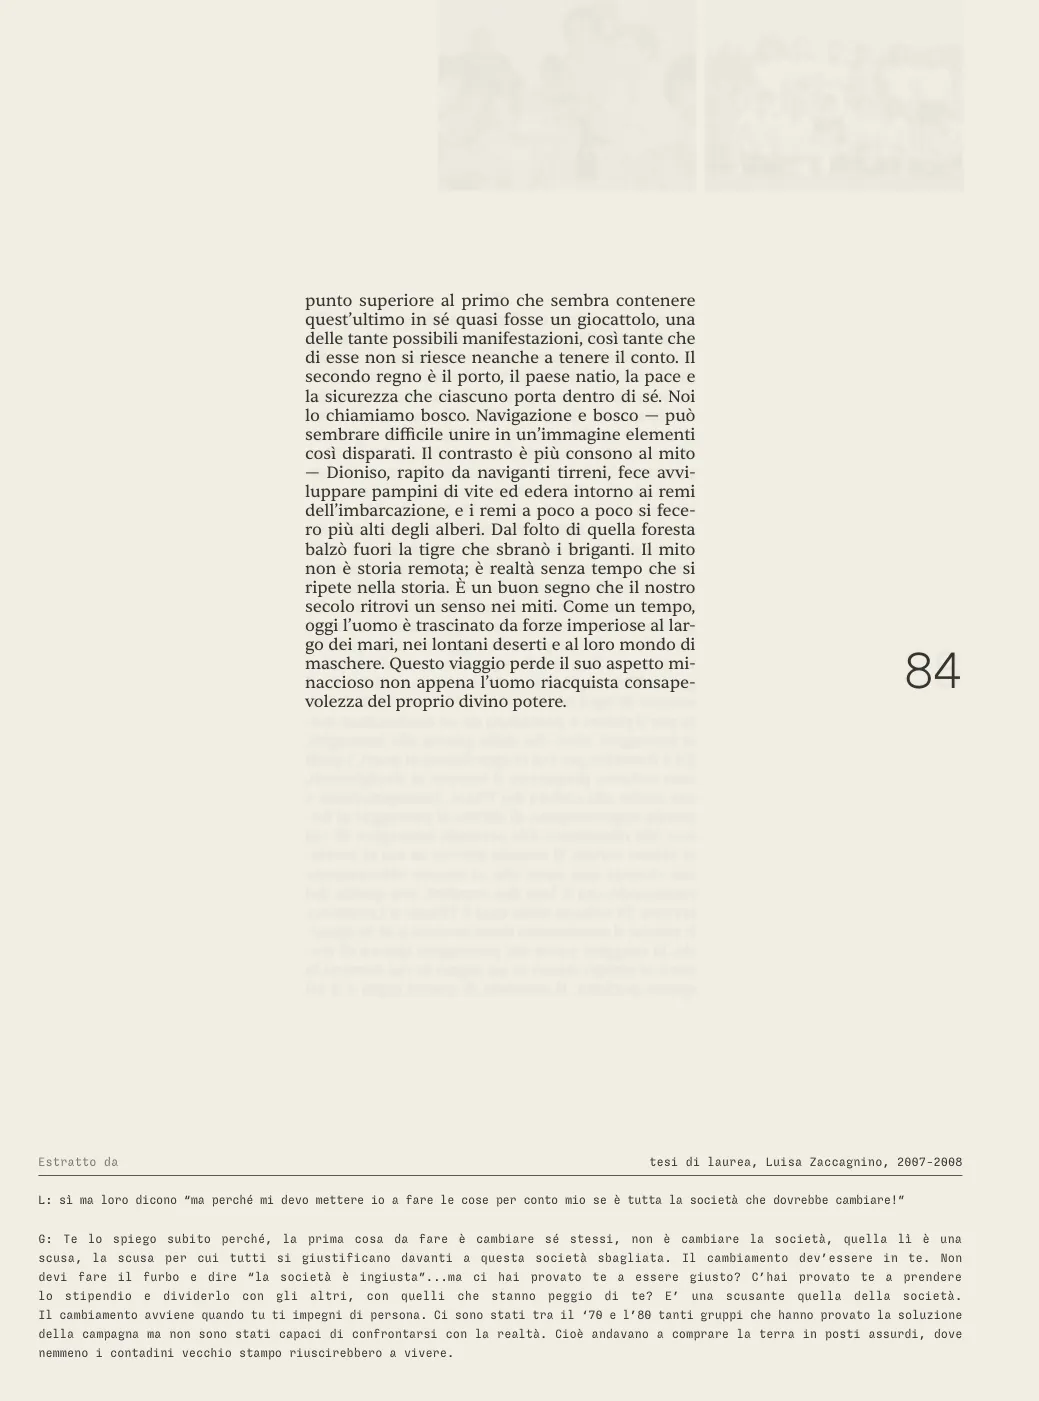 punto superiore al primo che sembra contenere
quest’ultimo in sé quasi fosse un giocattolo, una
delle tante possibili manifestazioni, così tante che
di esse non si riesce neanche a tenere il conto. Il
secondo regno è il porto, il paese natio, la pace e
la sicurezza che ciascuno porta dentro di sé. Noi
lo chiamiamo bosco. Navigazione e bosco — può
sembrare difficile unire in un’immagine elementi
così disparati. Il contrasto è più consono al mito
— Dioniso, rapito da naviganti tirreni, fece avvi-
luppare pampini di vite ed edera intorno ai remi
dell’imbarcazione, e i remi a poco a poco si fece-
ro più alti degli alberi. Dal folto di quella foresta
balzò fuori la tigre che sbranò i briganti. Il mito
non è storia remota; è realtà senza tempo che si
ripete nella storia. È un buon segno che il nostro
secolo ritrovi un senso nei miti. Come un tempo,
oggi l’uomo è trascinato da forze imperiose al lar-
go dei mari, nei lontani deserti e al loro mondo di
maschere. Questo viaggio perde il suo aspetto mi-
naccioso non appena l’uomo riacquista consape-
volezza del proprio divino potere.
84
Estratto da
tesi di laurea, Luisa Zaccagnino, 2007-2008
L: sì ma loro dicono “ma perché mi devo mettere io a fare le cose per conto mio se è tutta la società che dovrebbe cambiare!”
G: Te lo spiego subito perché, la prima cosa da fare è cambiare sé stessi, non è cambiare la società, quella lì è una
scusa, la scusa per cui tutti si giustificano davanti a questa società sbagliata. Il cambiamento dev’essere in te. Non
devi fare il furbo e dire “la società è ingiusta”...ma ci hai provato te a essere giusto? C’hai provato te a prendere
lo stipendio e dividerlo con gli altri, con quelli che stanno peggio di te? E’ una scusante quella della società.
Il cambiamento avviene quando tu ti impegni di persona. Ci sono stati tra il ‘70 e l’80 tanti gruppi che hanno provato la soluzione
della campagna ma non sono stati capaci di confrontarsi con la realtà. Cioè andavano a comprare la terra in posti assurdi, dove
nemmeno i contadini vecchio stampo riuscirebbero a vivere.